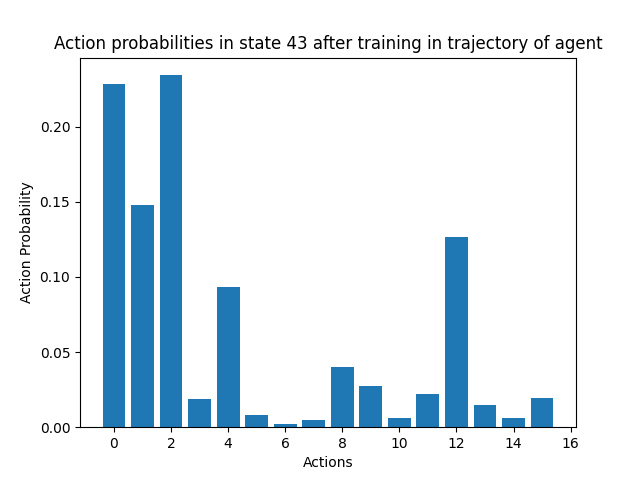 Action probabilities in state 43 after training in trajectory of agent
0.20
0.15
0.10
0.05
0.00
Action Probability
0 2 4 6 8 10 12 14 16
Actions